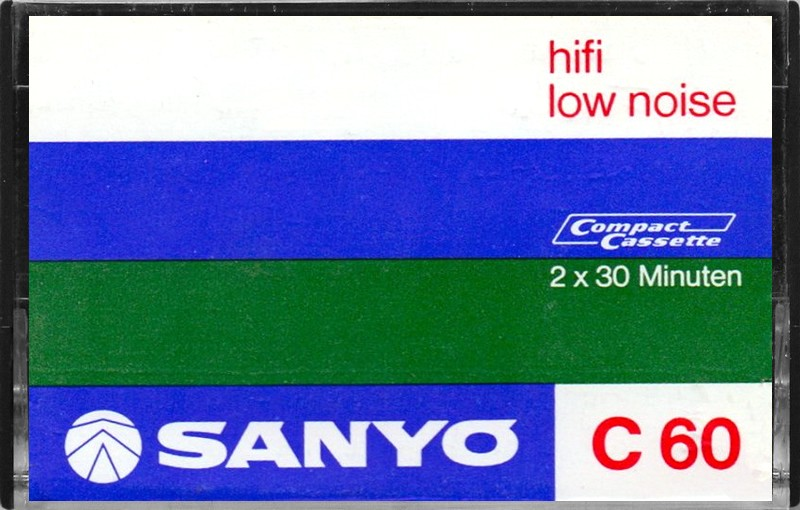 hifi
low noise
Compact
Cassette
2 x 30 Minuten
SANYO
C 60